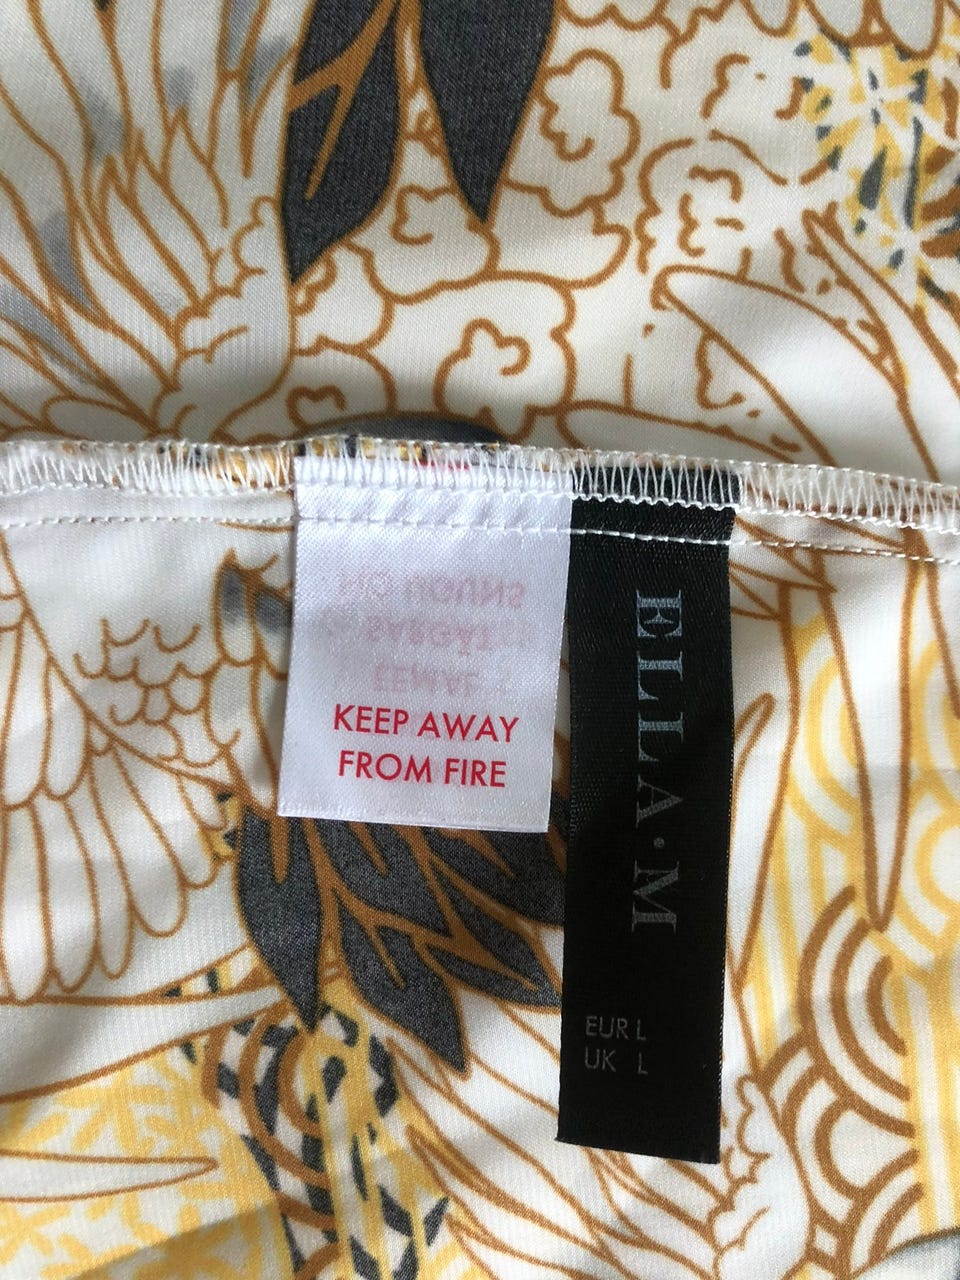 KEEP AWAY
FROM FIRE
ELLA·M
EUR L
UK L